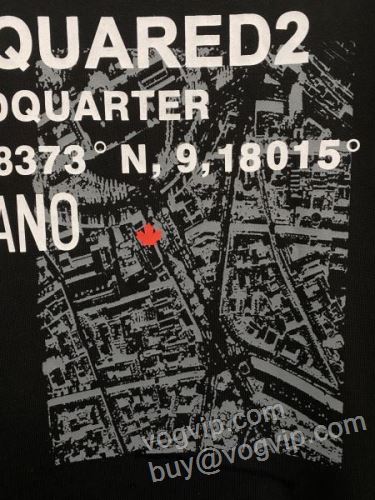 QUARED2
DQUARTER
8373° N, 9,18015°
ANO
vogvip.com
buy@vogvip.com